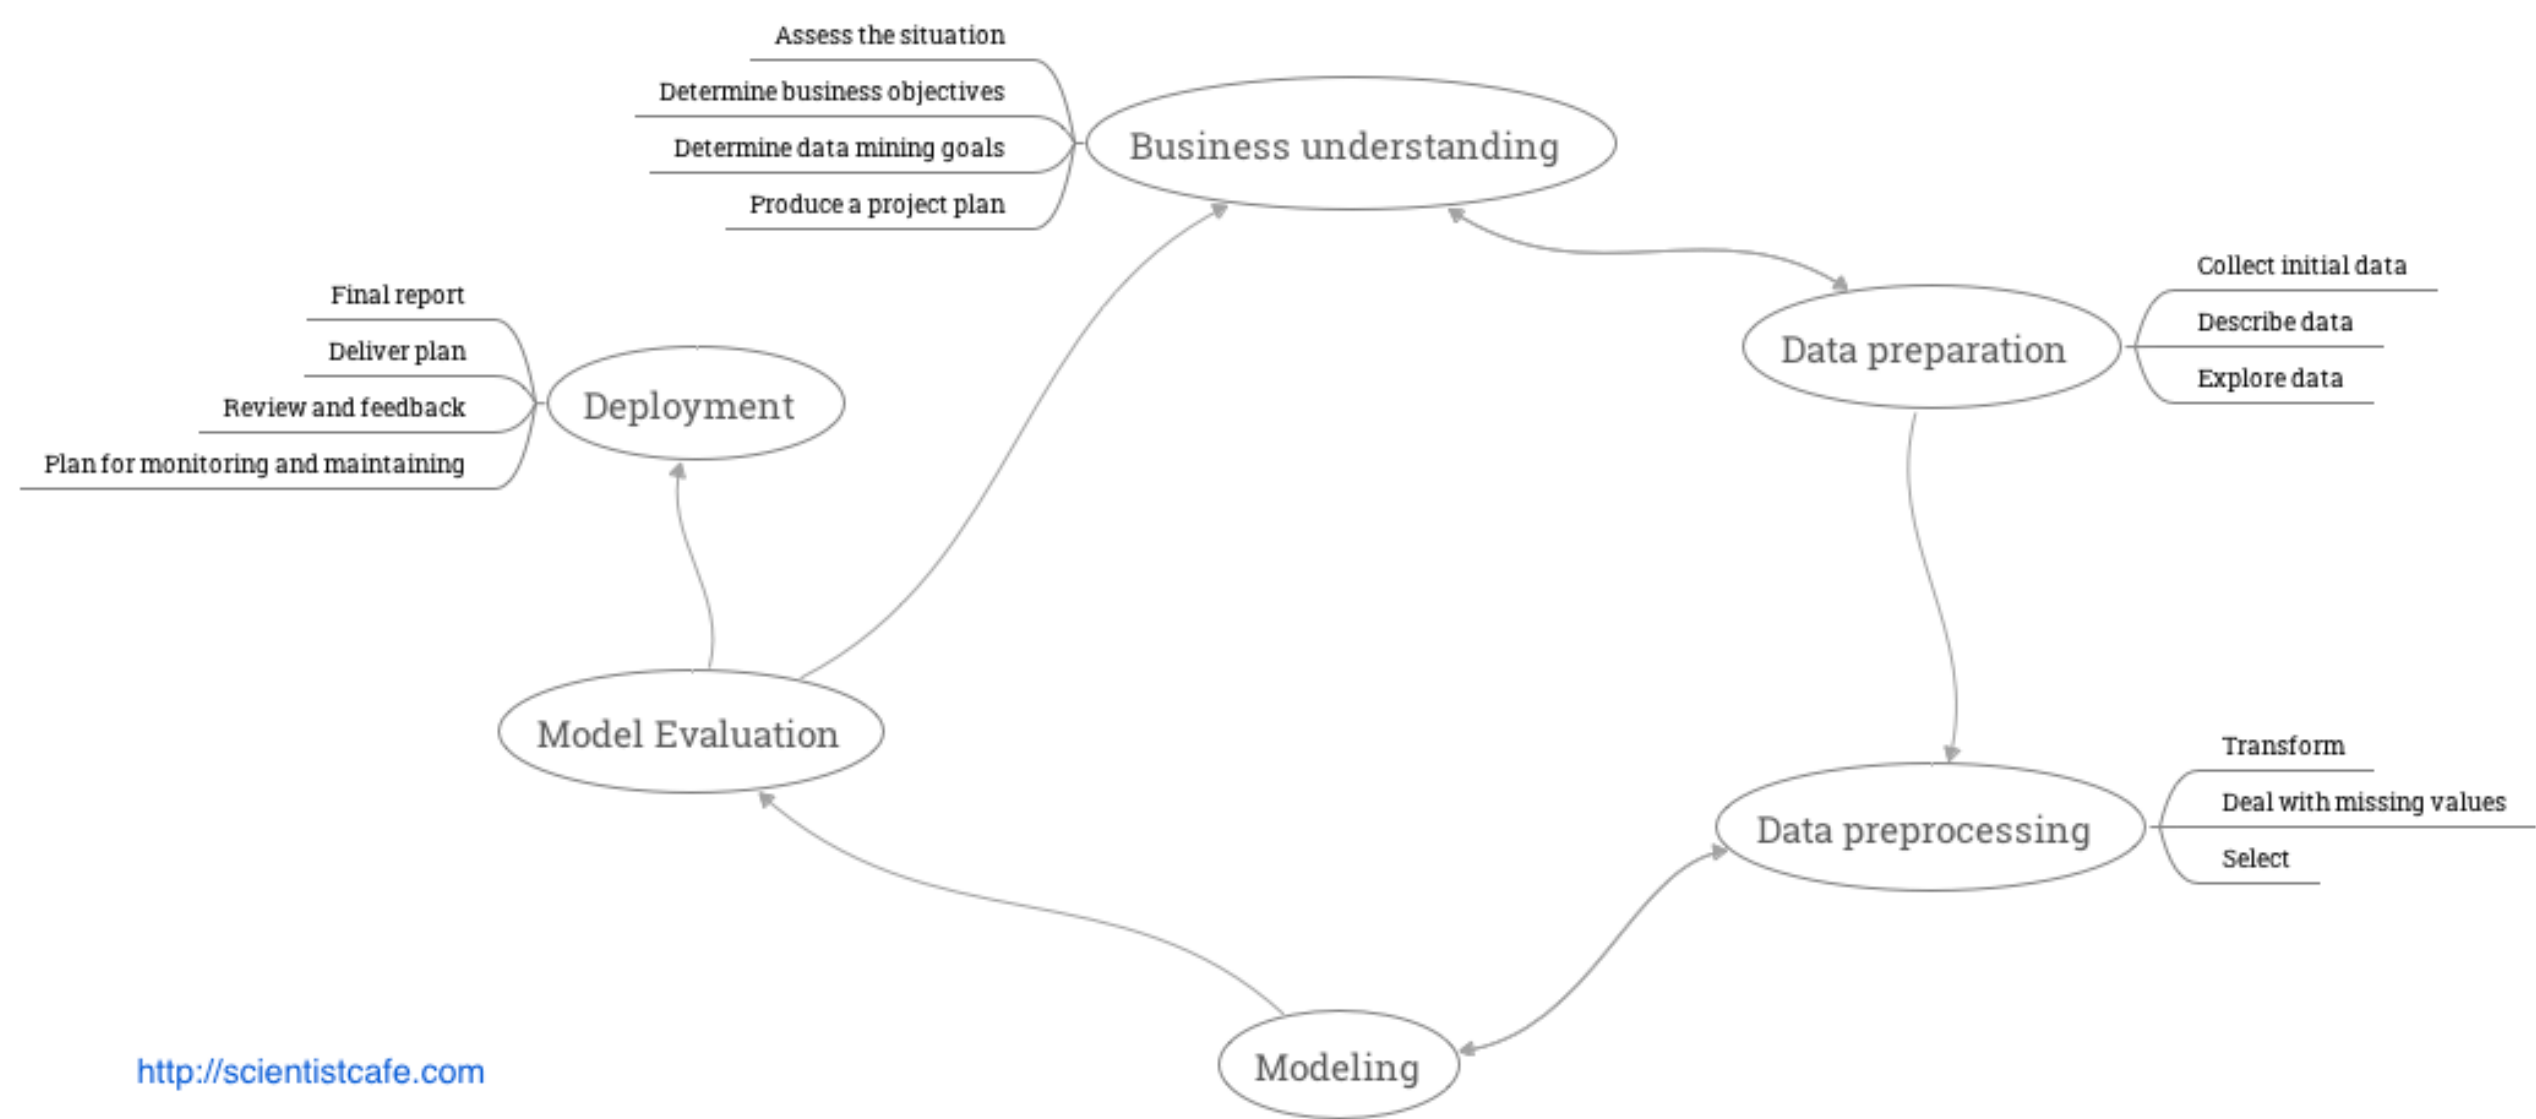 Assess the situation
Determine business objectives
Determine data mining goals
Produce a project plan
Business understanding
Collect initial data
Describe data
Explore data
Data preparation
Final report
Deliver plan
Review and feedback
Plan for monitoring and maintaining
Deployment
Model Evaluation
Transform
Deal with missing values
Select
Data preprocessing
Modeling
http://scientistcafe.com